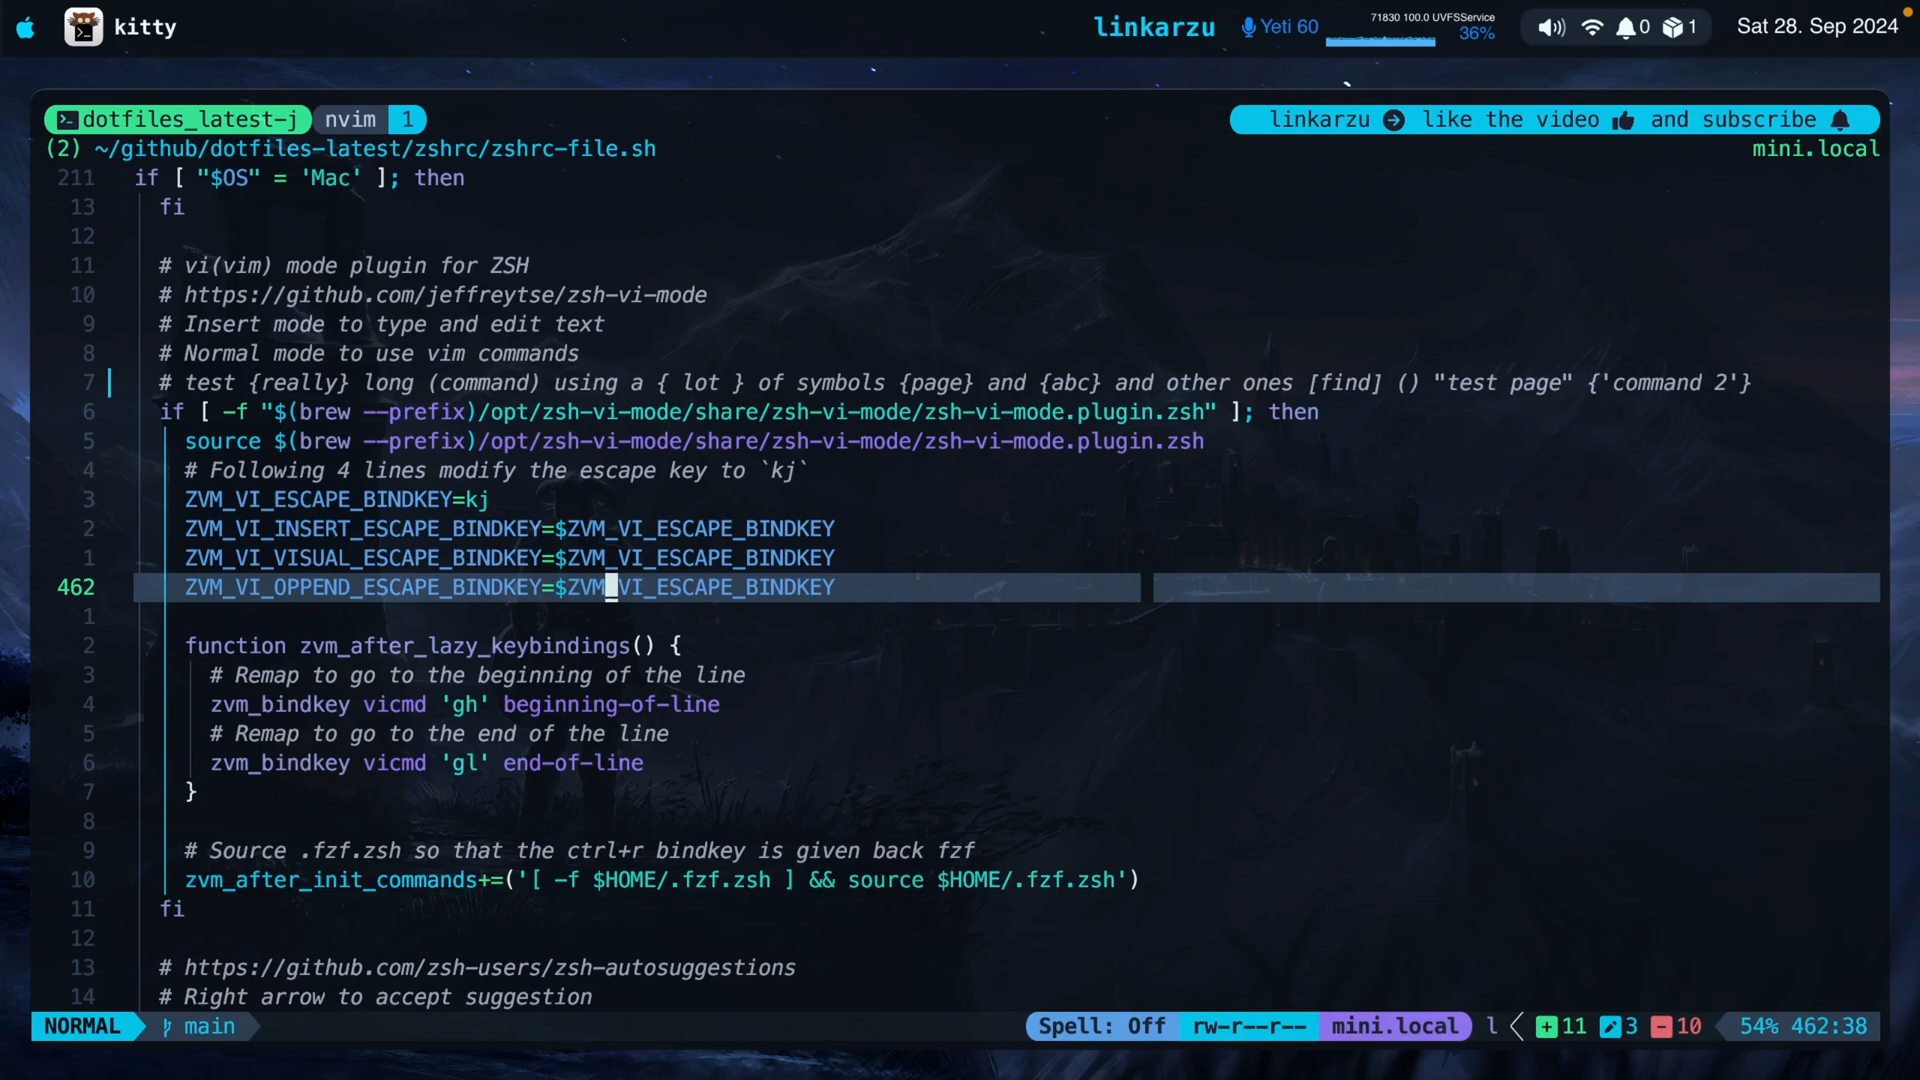 kitty
linkarzu
Yeti 60
71830 100.0 UVFSService
36%
0
1
Sat 28. Sep 2024
dotfiles_latest-j nvim 1
linkarzu like the video and subscribe
(2) ~/github/dotfiles-latest/zshrc/zshrc-file.sh
mini.local
211 if [ "$OS" = 'Mac' ]; then
13 fi
12
11 # vi(vim) mode plugin for ZSH
10 # https://github.com/jeffreytse/zsh-vi-mode
9 # Insert mode to type and edit text
8 # Normal mode to use vim commands
7 # test {really} long (command) using a { lot } of symbols {page} and {abc} and other ones [find] () "test page" {'command 2'}
6 if [ -f "$(brew --prefix)/opt/zsh-vi-mode/share/zsh-vi-mode/zsh-vi-mode.plugin.zsh" ]; then
5 source $(brew --prefix)/opt/zsh-vi-mode/share/zsh-vi-mode/zsh-vi-mode.plugin.zsh
4 # Following 4 lines modify the escape key to `kj`
3 ZVM_VI_ESCAPE_BINDKEY=kj
2 ZVM_VI_INSERT_ESCAPE_BINDKEY=$ZVM_VI_ESCAPE_BINDKEY
1 ZVM_VI_VISUAL_ESCAPE_BINDKEY=$ZVM_VI_ESCAPE_BINDKEY
462 ZVM_VI_OPPEND_ESCAPE_BINDKEY=$ZVM_VI_ESCAPE_BINDKEY
1
2 function zvm_after_lazy_keybindings() {
3 # Remap to go to the beginning of the line
4 zvm_bindkey vicmd 'gh' beginning-of-line
5 # Remap to go to the end of the line
6 zvm_bindkey vicmd 'gl' end-of-line
7 }
8
9 # Source .fzf.zsh so that the ctrl+r bindkey is given back fzf
10 zvm_after_init_commands+=('[ -f $HOME/.fzf.zsh ] && source $HOME/.fzf.zsh')
11 fi
12
13 # https://github.com/zsh-users/zsh-autosuggestions
14 # Right arrow to accept suggestion
NORMAL main
Spell: Off rw-r--r-- mini.local l 11 3 10 54% 462:38